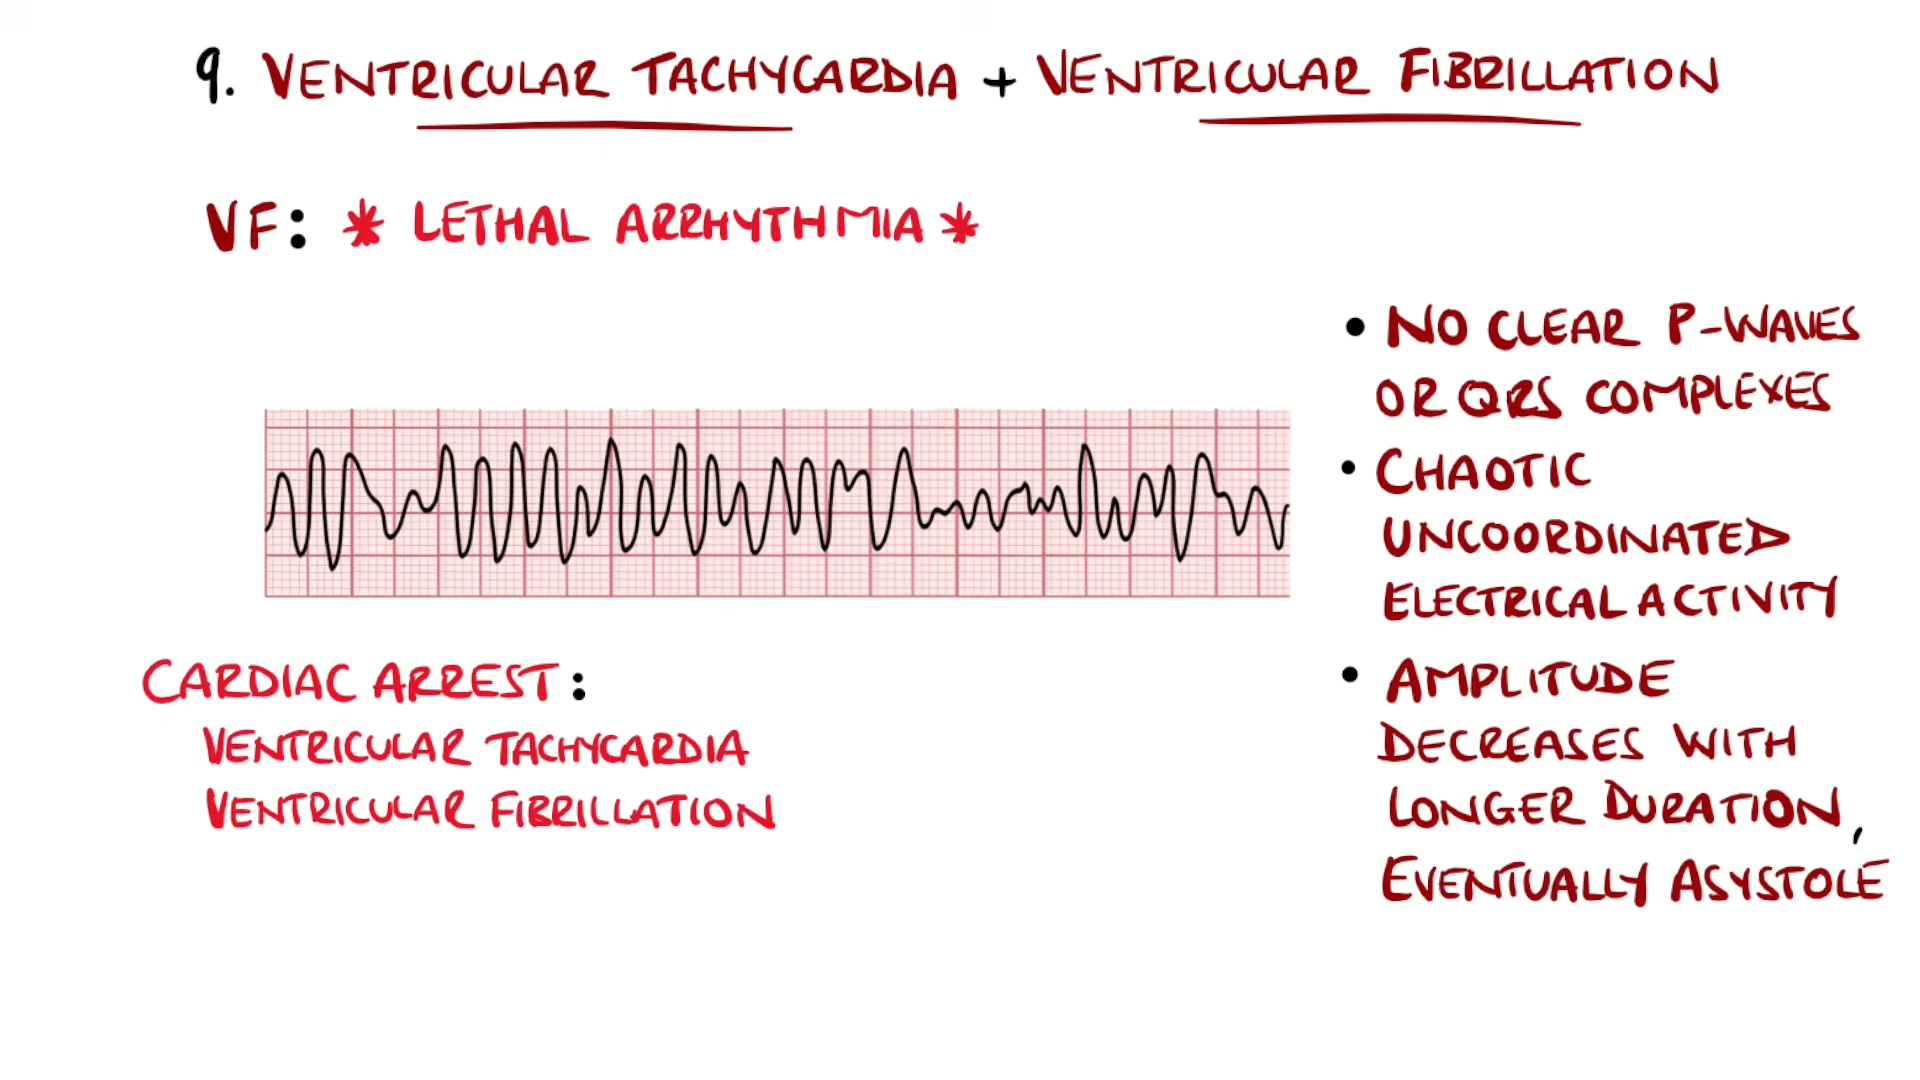 9. VENTRICULAR TACHYCARDIA + VENTRICULAR FIBRILLATION
VF: * LETHAL ARRHYTHMIA *
• NO CLEAR P-WAVES
OR QRS COMPLEXES
• CHAOTIC
UNCOORDINATED
ELECTRICAL ACTIVITY
• AMPLITUDE
DECREASES WITH
LONGER DURATION,
EVENTUALLY ASYSTOLE
CARDIAC ARREST:
VENTRICULAR TACHYCARDIA
VENTRICULAR FIBRILLATION